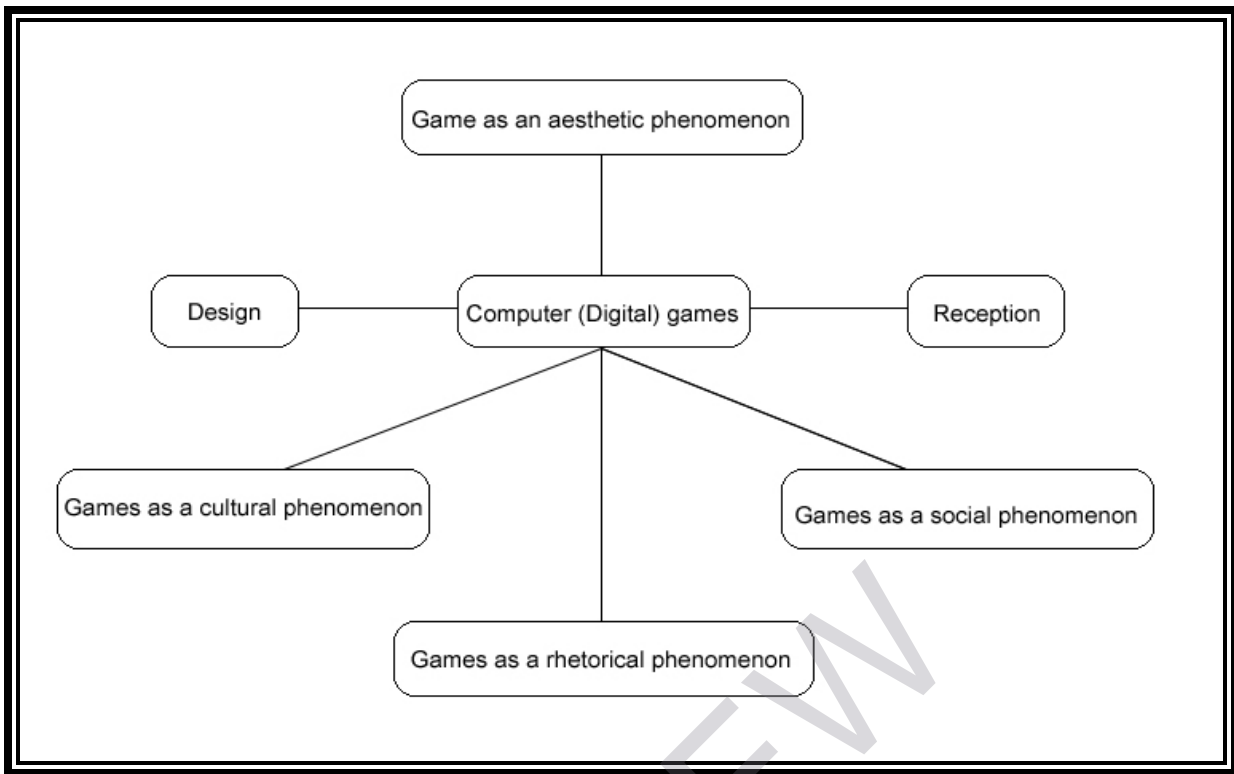 Game as an aesthetic phenomenon
Design
Computer (Digital) games
Reception
Games as a cultural phenomenon
Games as a social phenomenon
Games as a rhetorical phenomenon
EW